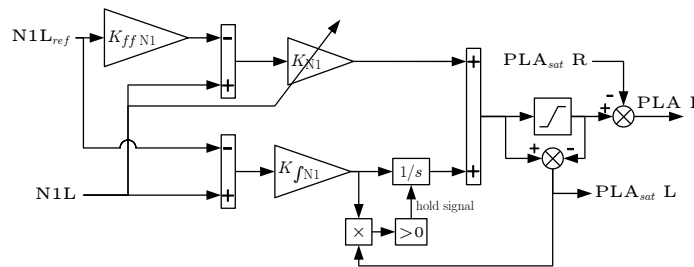 N1L_ref
K_ff N1
-
+
K_N1
+
PLA_sat R
-
+
PLA L
-
+
K_∫N1
1/s
+
+
-
hold signal
×
>0
N1L
PLA_sat L